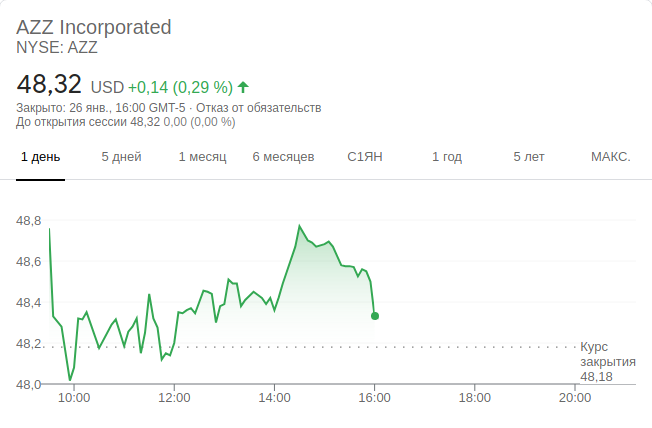 AZZ Incorporated
NYSE: AZZ
48,32 USD +0,14 (0,29 %)
Закрыто: 26 янв., 16:00 GMT-5 · Отказ от обязательств
До открытия сессии 48,32 0,00 (0,00 %)
1 день 5 дней 1 месяц 6 месяцев С1ЯН 1 год 5 лет МАКС.
48,8
48,6
48,4
48,2
Курс
закрытия
48,18
48,0
10:00 12:00 14:00 16:00 18:00 20:00